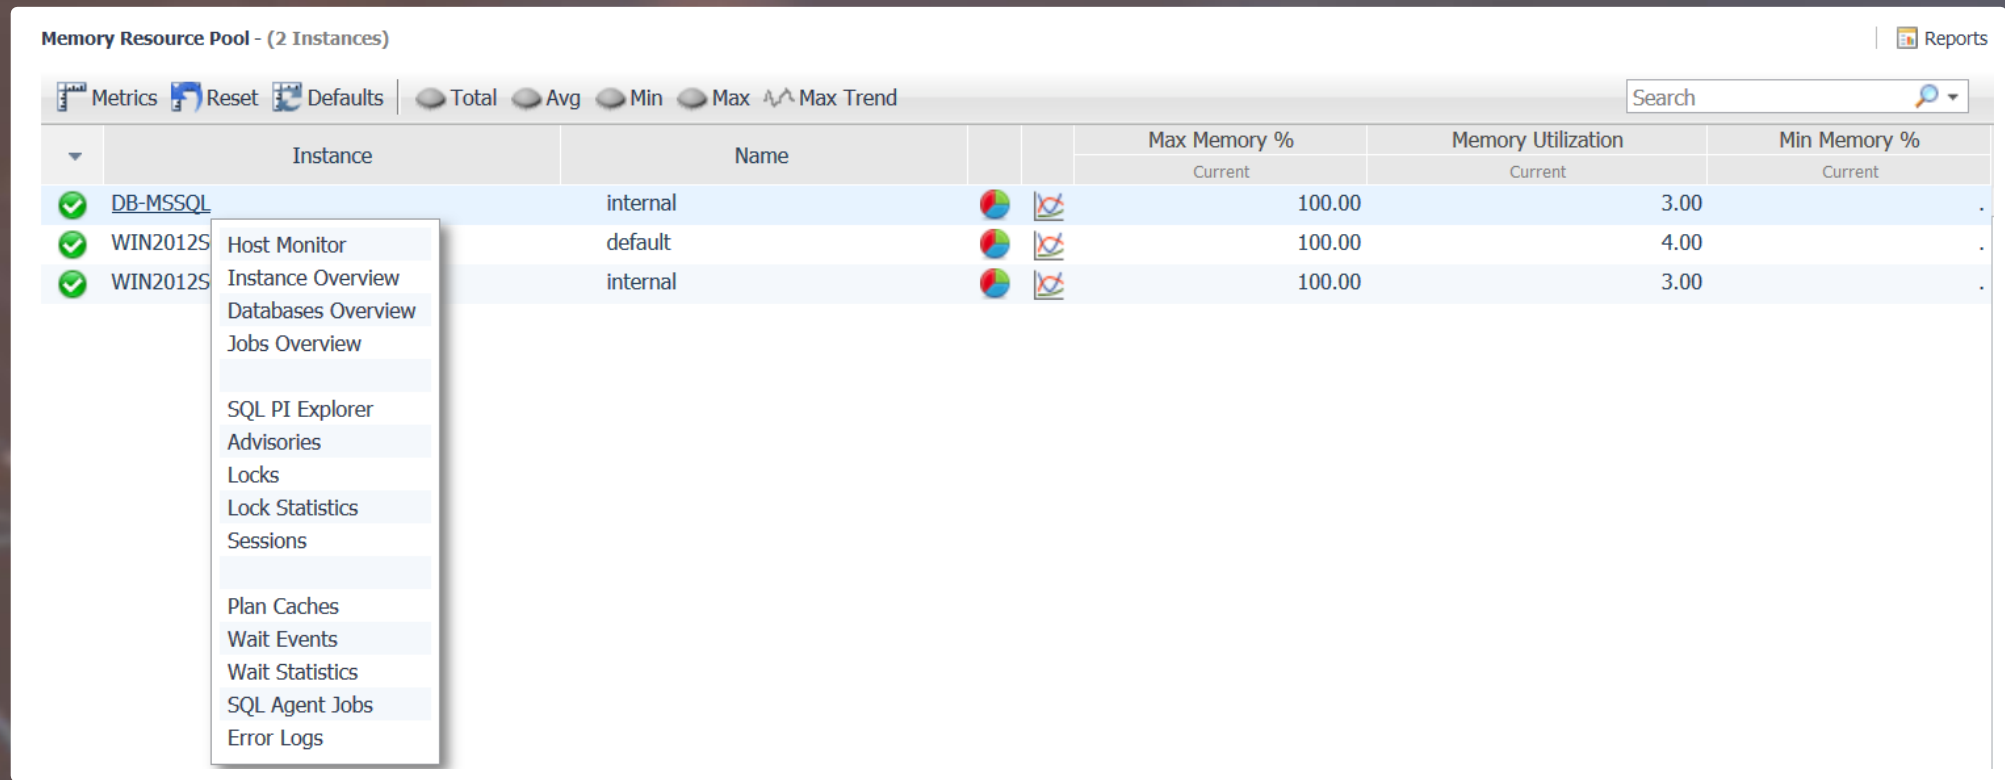 Memory Resource Pool - (2 Instances)
Reports
Metrics Reset Defaults Total Avg Min Max Max Trend
Search
Instance Name Max Memory % Memory Utilization Min Memory %
Current Current Current
DB-MSSQL internal 100.00 3.00 .
WIN2012S default 100.00 4.00 .
WIN2012S internal 100.00 3.00 .
Host Monitor
Instance Overview
Databases Overview
Jobs Overview
SQL PI Explorer
Advisories
Locks
Lock Statistics
Sessions
Plan Caches
Wait Events
Wait Statistics
SQL Agent Jobs
Error Logs